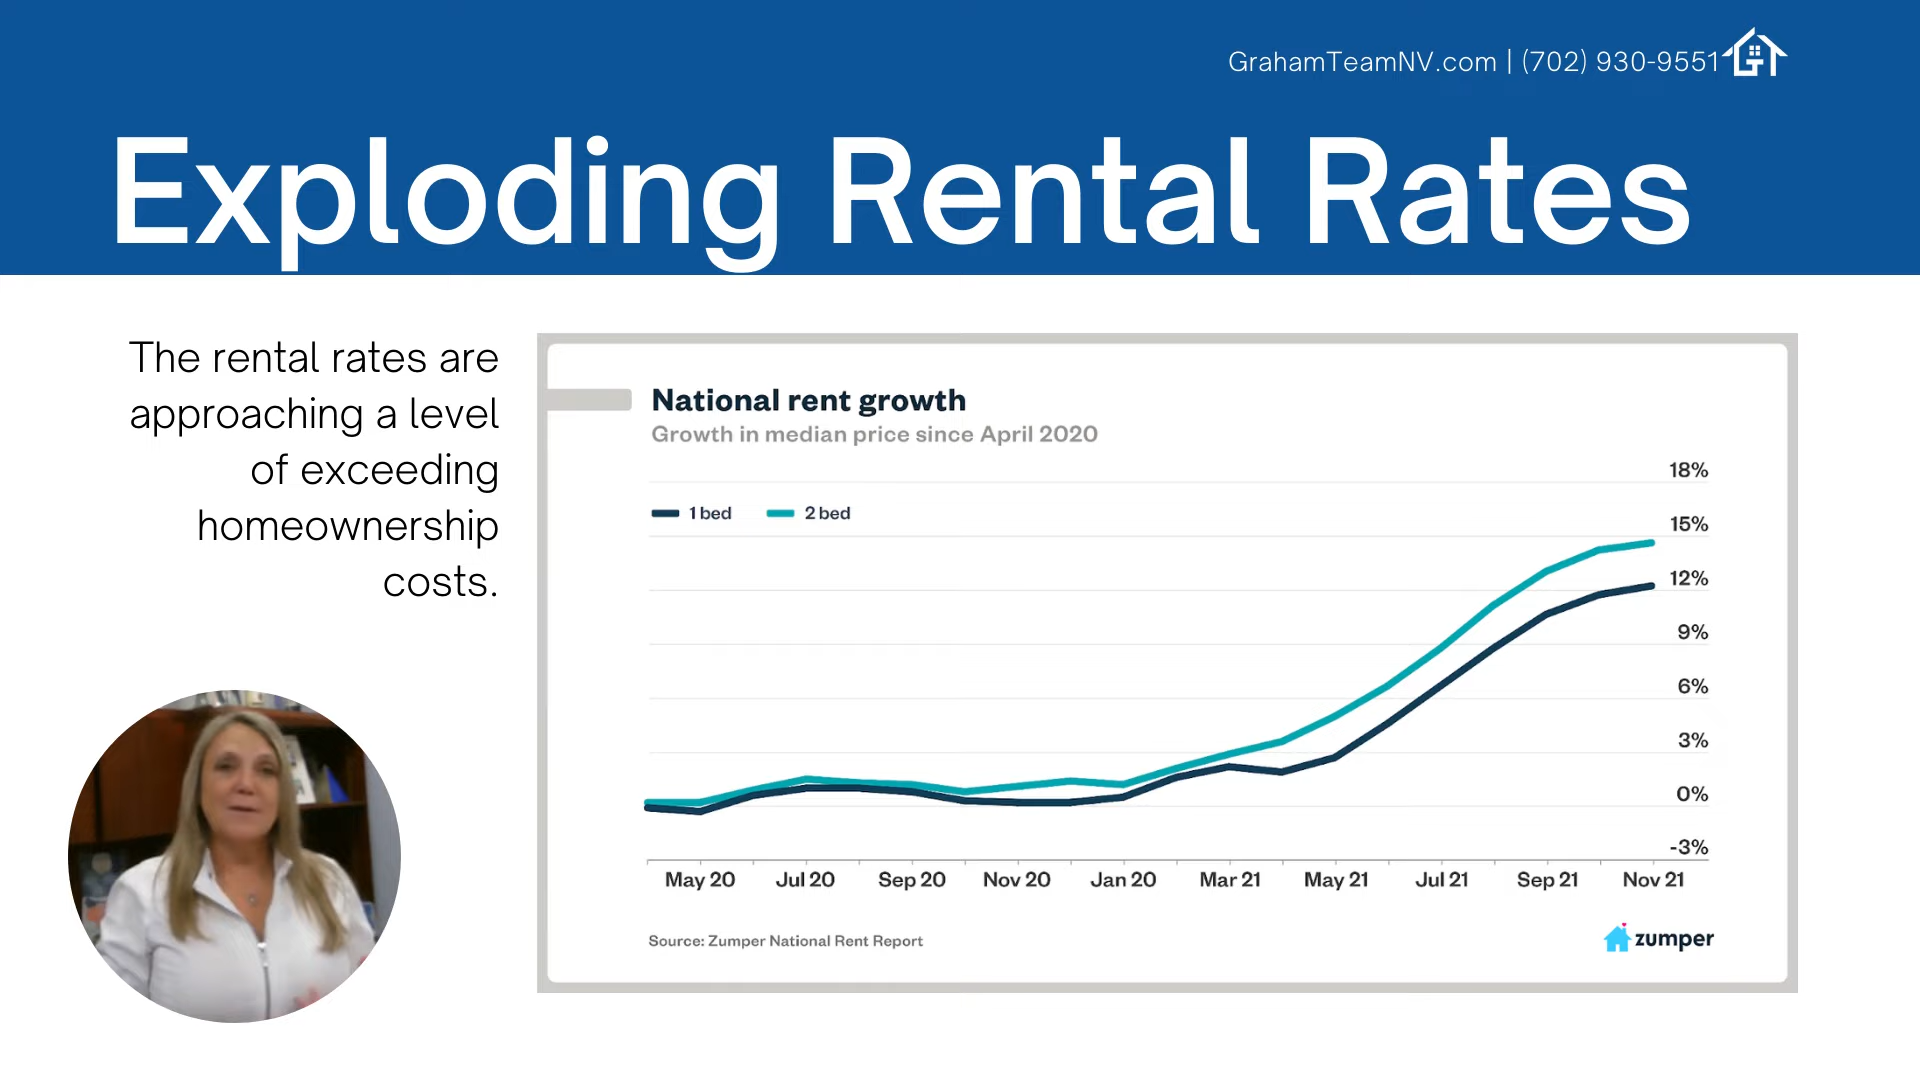 GrahamTeamNV.com | (702) 930-9551
Exploding Rental Rates
The rental rates are
approaching a level
of exceeding
homeownership
costs.
National rent growth
Growth in median price since April 2020
1 bed 2 bed
18%
15%
12%
9%
6%
3%
0%
-3%
May 20 Jul 20 Sep 20 Nov 20 Jan 20 Mar 21 May 21 Jul 21 Sep 21 Nov 21
Source: Zumper National Rent Report
zumper